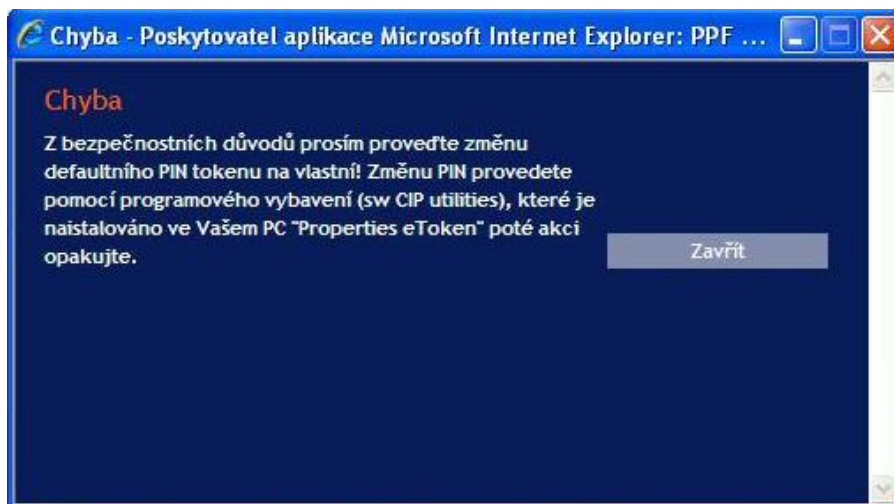 Chyba - Poskytovatel aplikace Microsoft Internet Explorer: PPF ...
Chyba
Z bezpečnostních důvodů prosím proveďte změnu
defaultního PIN tokenu na vlastní! Změnu PIN provedete
pomocí programového vybavení (sw CIP utilities), které je
naistalováno ve Vašem PC "Properties eToken" poté akci
opakujte.
Zavřít